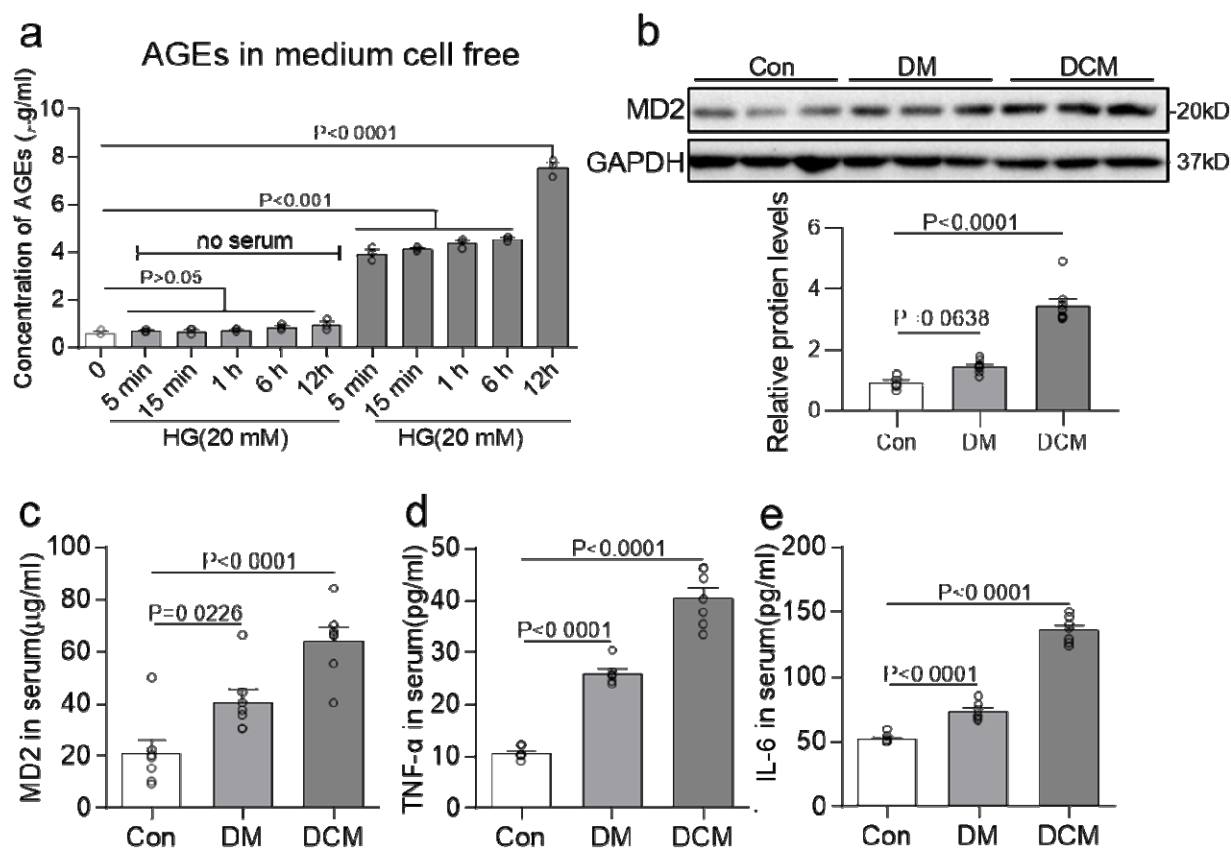 a
AGEs in medium cell free
Concentration of AGEs (µg/ml)
10
8
6
4
2
0
P<0 0001
P<0.001
no serum
P>0.05
0
5 min
15 min
1 h
6 h
12h
5 min
15 min
1 h
6 h
12h
HG(20 mM)
HG(20 mM)
b
Con DM DCM
MD2 -20kD
GAPDH -37kD
Relative protien levels
6
4
2
0
P<0.0001
P=0.0638
Con DM DCM
c
MD2 in serum(µg/ml)
100
80
60
40
20
0
P<0 0001
P=0 0226
Con DM DCM
d
TNF-α in serum(pg/ml)
50
40
30
20
10
0
P<0.0001
P<0 0001
Con DM DCM
e
IL-6 in serum(pg/ml)
200
150
100
50
0
P<0 0001
P<0 0001
Con DM DCM